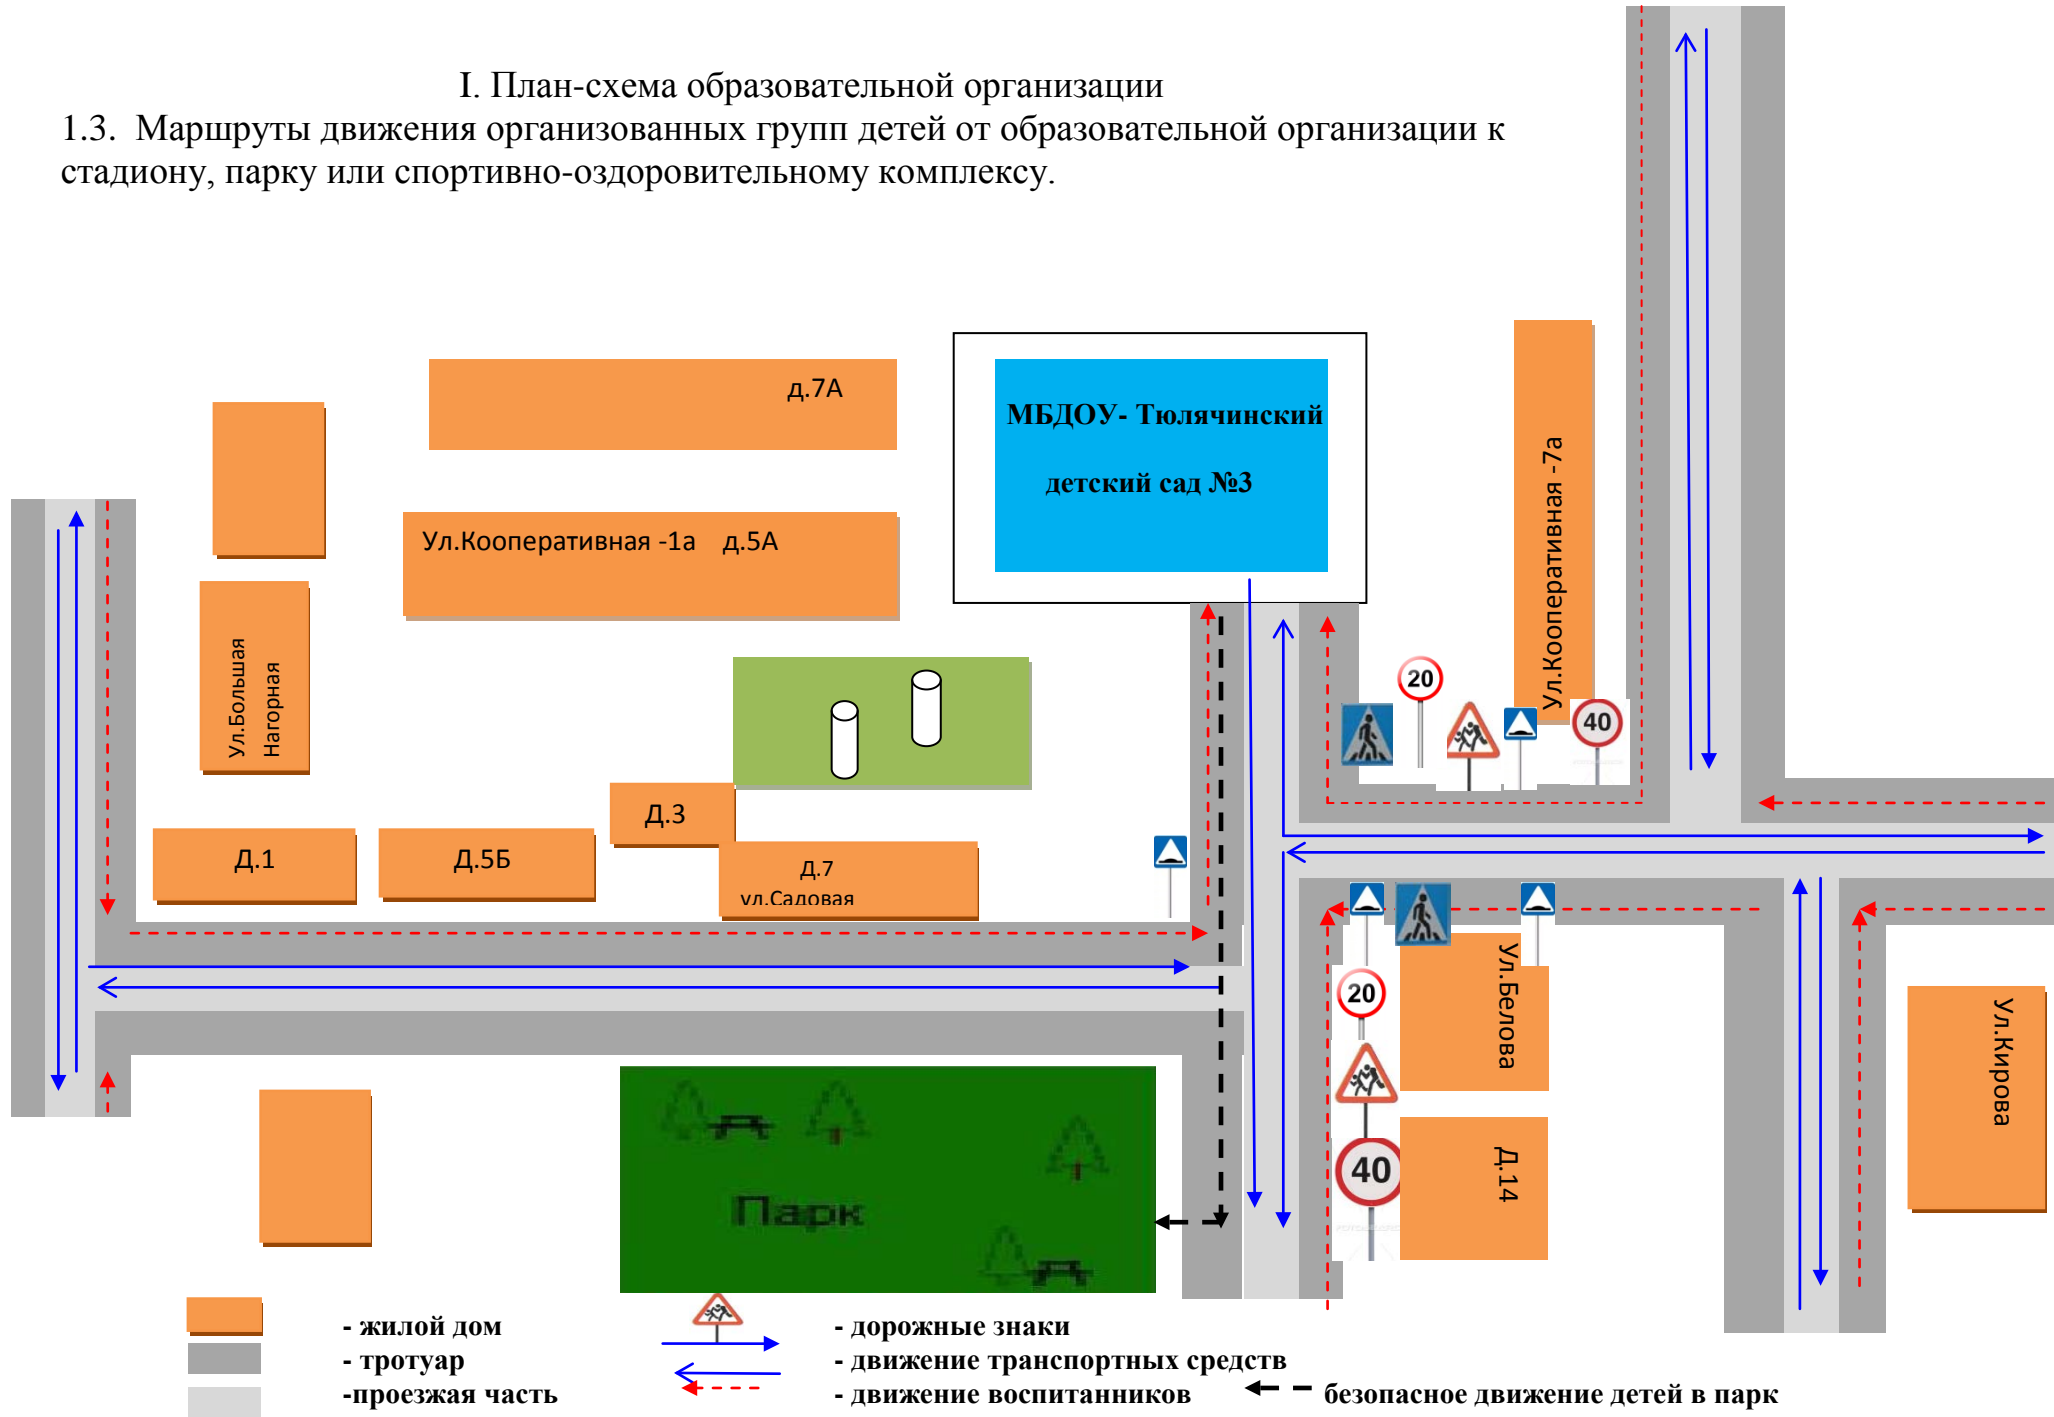 I. План-схема образовательной организации
1.3. Маршруты движения организованных групп детей от образовательной организации к
стадиону, парку или спортивно-оздоровительному комплексу.
д.7А
МБДОУ- Тюлячинский
детский сад №3
Ул.Кооперативная -7а
Ул.Кооперативная -1а д.5А
Ул.Большая
Нагорная
20
40
Д.3
Д.1
Д.5Б
Д.7
ул.Садовая
Ул.Белова
20
Ул.Кирова
40
Д.14
Парк
- жилой дом
- дорожные знаки
- тротуар
- движение транспортных средств
-проезжая часть
- движение воспитанников
безопасное движение детей в парк